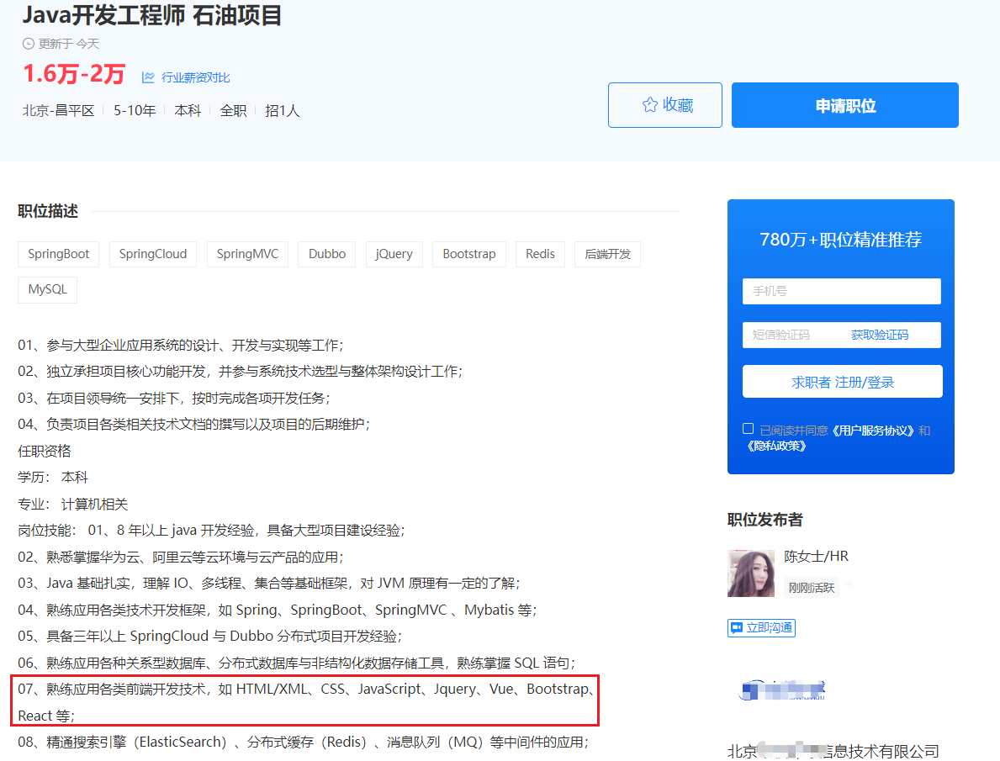 Java开发工程师 石油项目
更新于 今天
1.6万-2万 行业薪资对比
北京-昌平区 5-10年 本科 全职 招1人
收藏 申请职位
职位描述
SpringBoot SpringCloud SpringMVC Dubbo jQuery Bootstrap Redis 后端开发
MySQL
01、参与大型企业应用系统的设计、开发与实现等工作；
02、独立承担项目核心功能开发，并参与系统技术选型与整体架构设计工作；
03、在项目领导统一安排下，按时完成各项开发任务；
04、负责项目各类相关技术文档的撰写以及项目的后期维护；
任职资格
学历： 本科
专业： 计算机相关
岗位技能： 01、8 年以上 java 开发经验，具备大型项目建设经验；
02、熟悉掌握华为云、阿里云等云环境与云产品的应用；
03、Java 基础扎实，理解 IO、多线程、集合等基础框架，对 JVM 原理有一定的了解；
04、熟练应用各类技术开发框架，如 Spring、SpringBoot、SpringMVC 、Mybatis 等；
05、具备三年以上 SpringCloud 与 Dubbo 分布式项目开发经验；
06、熟练应用各种关系型数据库、分布式数据库与非结构化数据存储工具，熟练掌握 SQL 语句；
07、熟练应用各类前端开发技术，如 HTML/XML、CSS、JavaScript、Jquery、Vue、Bootstrap、
React 等；
08、精通搜索引擎（ElasticSearch）、分布式缓存（Redis）、消息队列（MQ）等中间件的应用；
780万+职位精准推荐
手机号
短信验证码 获取验证码
求职者 注册/登录
已阅读并同意《用户服务协议》和
《隐私政策》
职位发布者
陈女士/HR
刚刚活跃
立即沟通
北京 信息技术有限公司